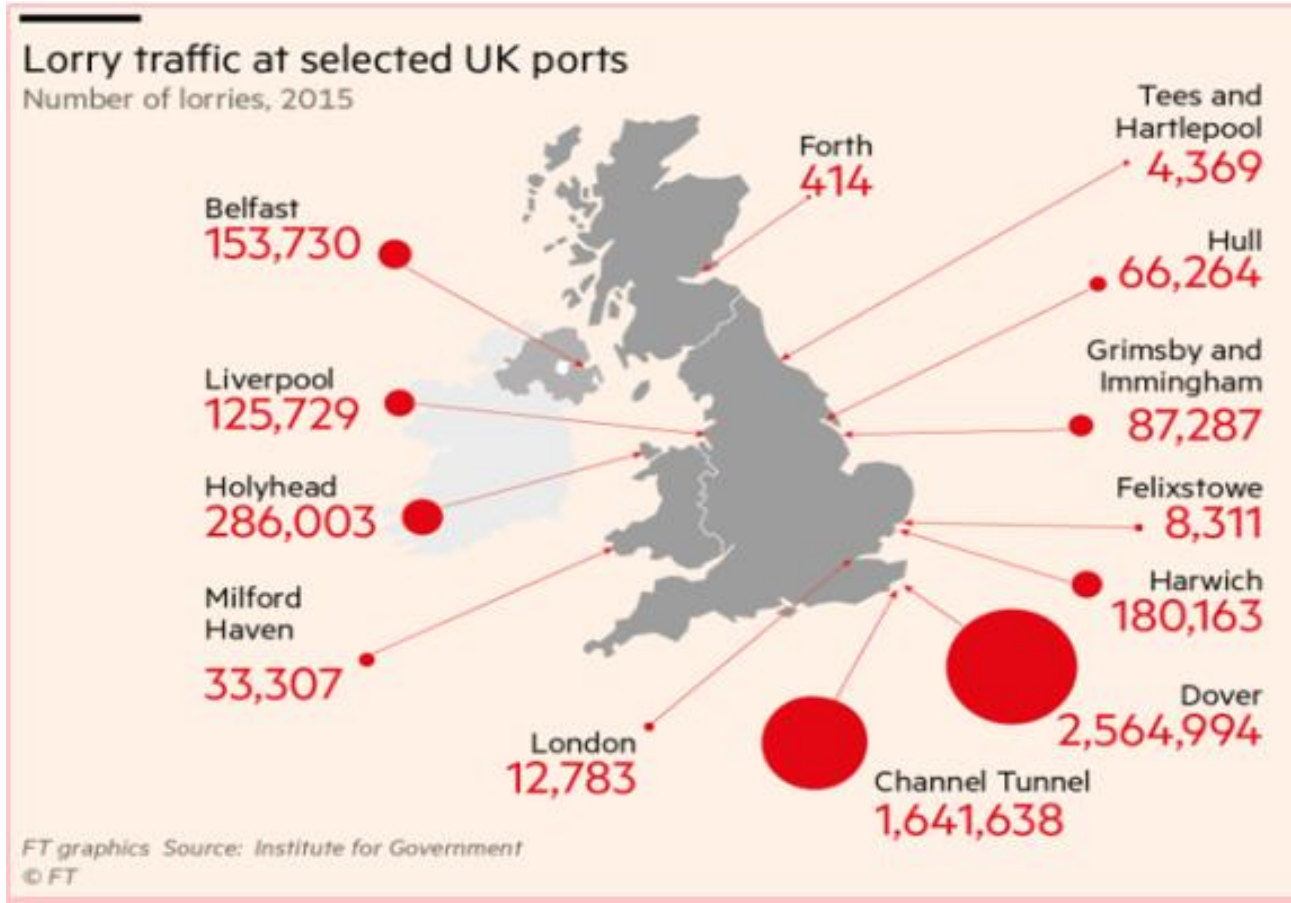 Lorry traffic at selected UK ports
Number of lorries, 2015
Tees and
Hartlepool
4,369
Forth
414
Belfast
153,730
Hull
66,264
Liverpool
125,729
Grimsby and
Immingham
87,287
Holyhead
286,003
Felixstowe
8,311
Harwich
180,163
Milford
Haven
33,307
Dover
2,564,994
London
12,783
Channel Tunnel
1,641,638
FT graphics Source: Institute for Government
© FT